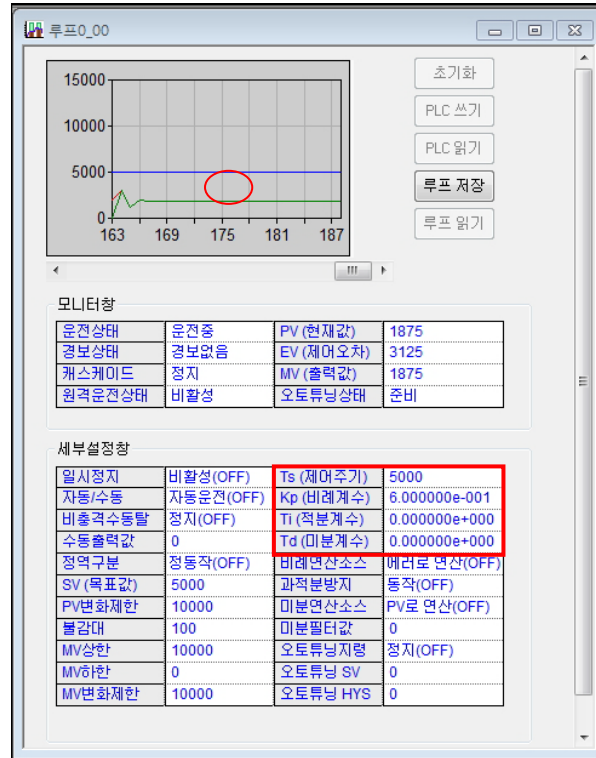 루프0_00
초기화
PLC 쓰기
PLC 읽기
루프 저장
루프 읽기
15000
10000
5000
0
163 169 175 181 187
모니터창
운전상태 운전중 PV (현재값) 1875
경보상태 경보없음 EV (제어오차) 3125
캐스케이드 정지 MV (출력값) 1875
원격운전상태 비활성 오토튜닝상태 준비
세부설정창
일시정지 비활성(OFF) Ts (제어주기) 5000
자동/수동 자동운전(OFF) Kp (비례계수) 6.000000e-001
비충격수동탈 정지(OFF) Ti (적분계수) 0.000000e+000
수동출력값 0 Td (미분계수) 0.000000e+000
정역구분 정동작(OFF) 비례연산소스 에러로 연산(OFF)
SV (목표값) 5000 과적분방지 동작(OFF)
PV변화제한 10000 미분연산소스 PV로 연산(OFF)
불감대 100 미분필터값 0
MV상한 10000 오토튜닝지령 정지(OFF)
MV하한 0 오토튜닝 SV 0
MV변화제한 10000 오토튜닝 HYS 0